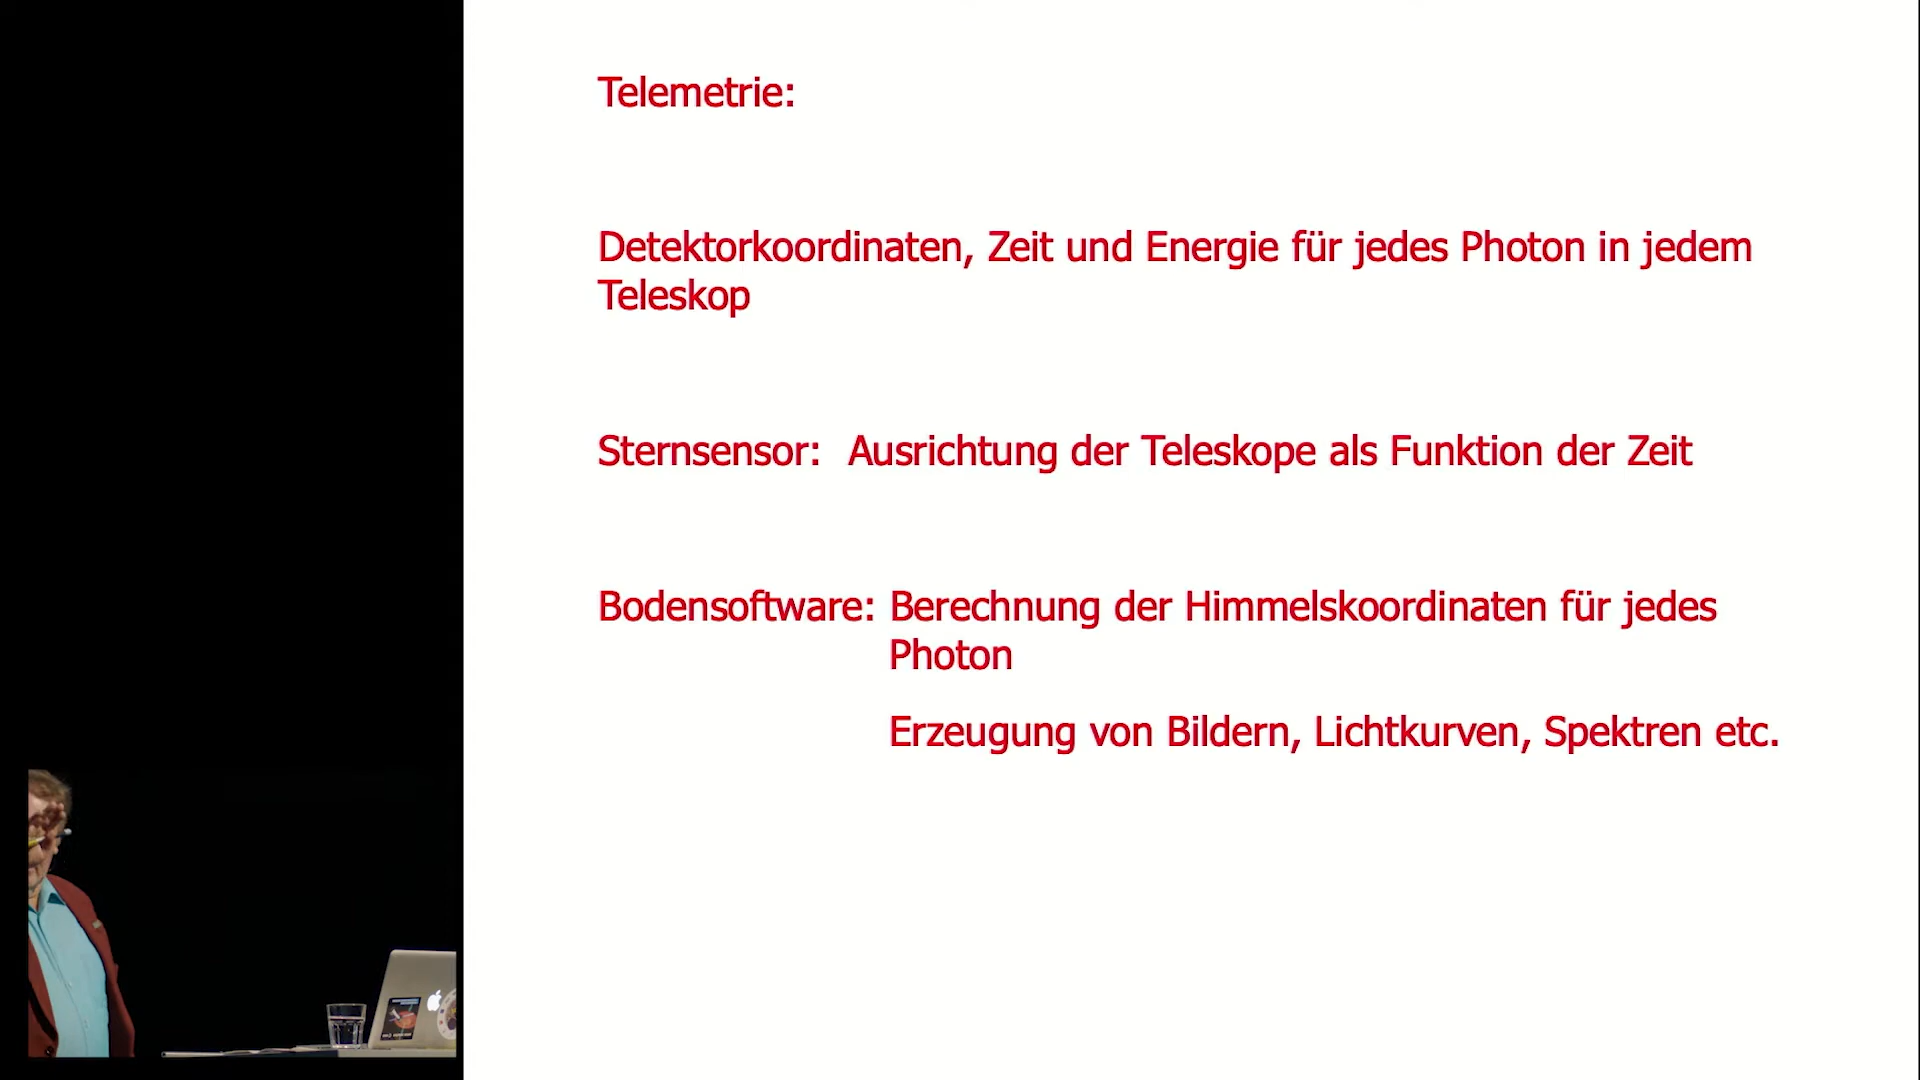 Telemetrie:
Detektorkoordinaten, Zeit und Energie für jedes Photon in jedem
Teleskop
Sternsensor: Ausrichtung der Teleskope als Funktion der Zeit
Bodensoftware: Berechnung der Himmelskoordinaten für jedes
Photon
Erzeugung von Bildern, Lichtkurven, Spektren etc.